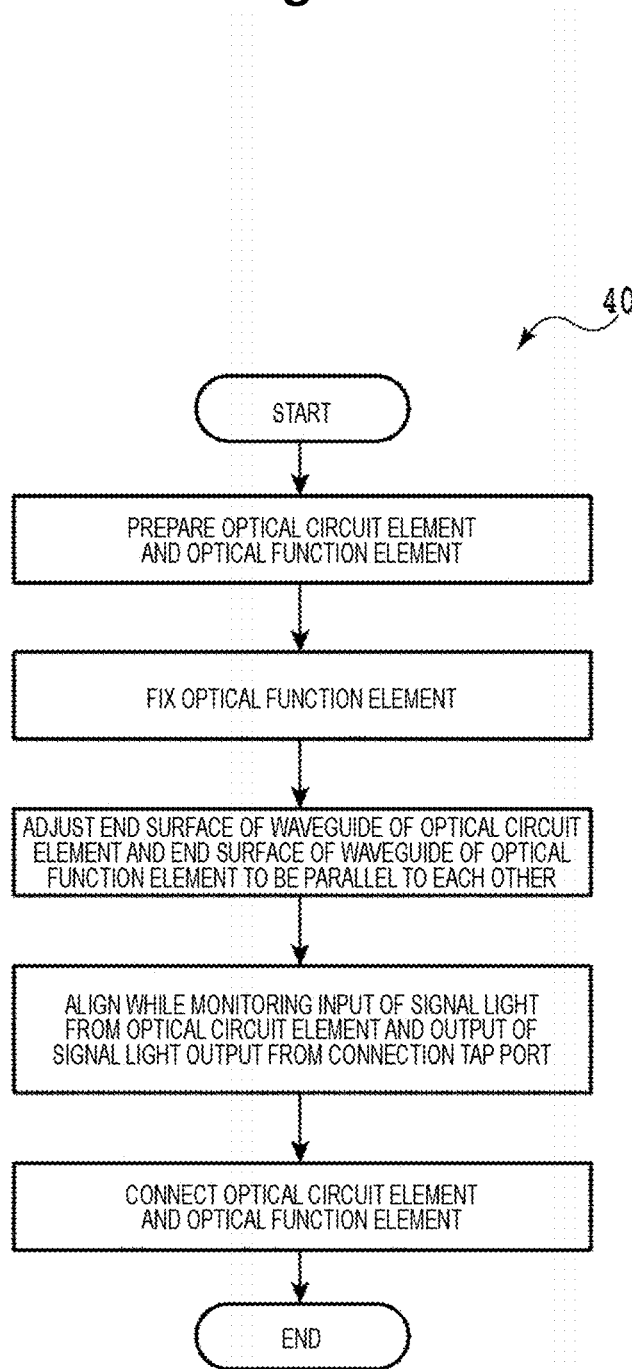 40
START
PREPARE OPTICAL CIRCUIT ELEMENT
AND OPTICAL FUNCTION ELEMENT
FIX OPTICAL FUNCTION ELEMENT
ADJUST END SURFACE OF WAVEGUIDE OF OPTICAL CIRCUIT
ELEMENT AND END SURFACE OF WAVEGUIDE OF OPTICAL
FUNCTION ELEMENT TO BE PARALLEL TO EACH OTHER
ALIGN WHILE MONITORING INPUT OF SIGNAL LIGHT
FROM OPTICAL CIRCUIT ELEMENT AND OUTPUT OF
SIGNAL LIGHT OUTPUT FROM CONNECTION TAP PORT
CONNECT OPTICAL CIRCUIT ELEMENT
AND OPTICAL FUNCTION ELEMENT
END